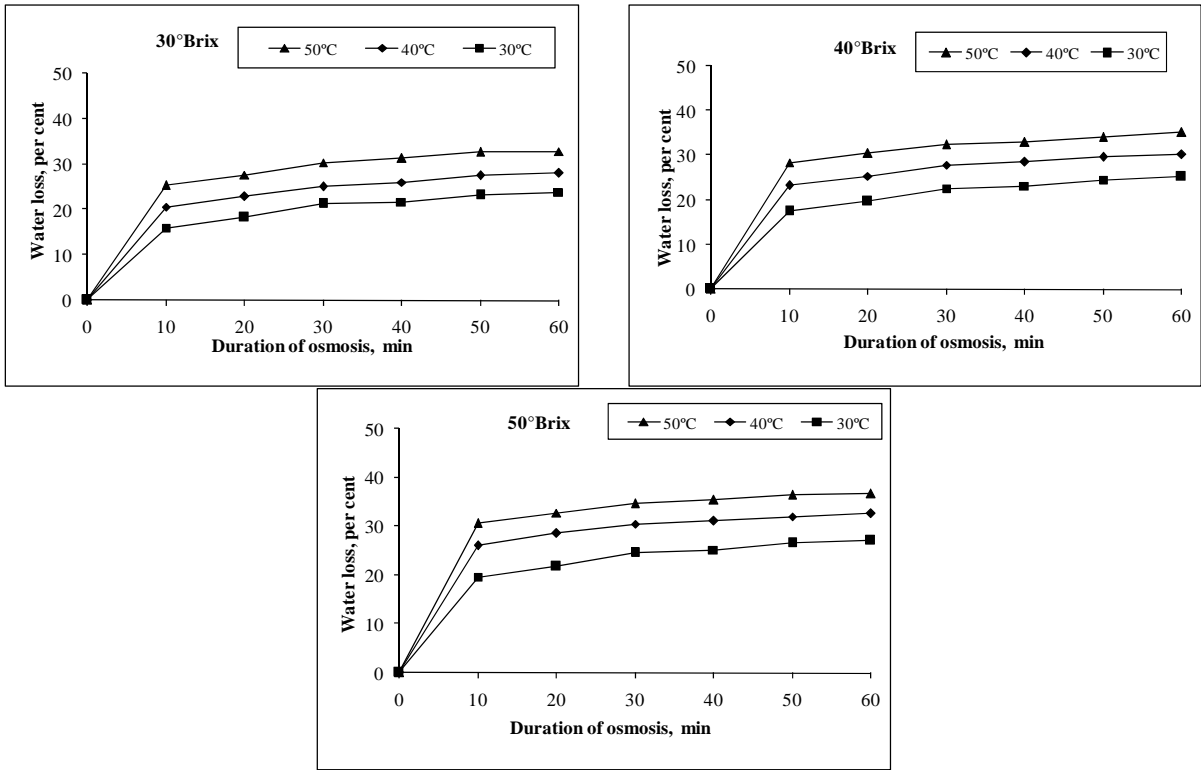 30°Brix
50ºC 40ºC 30ºC
Water loss, per cent
50
40
30
20
10
0
0 10 20 30 40 50 60
Duration of osmosis, min
40°Brix
50ºC 40ºC 30ºC
Water loss, per cent
50
40
30
20
10
0
0 10 20 30 40 50 60
Duration of osmosis, min
50°Brix
50ºC 40ºC 30ºC
Water loss, per cent
50
40
30
20
10
0
0 10 20 30 40 50 60
Duration of osmosis, min